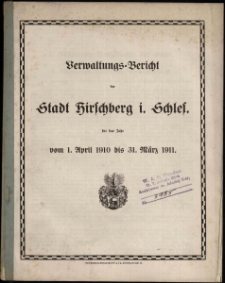 Verwaltungs-Bericht
der
Stadt Hirschberg i. Schles.
für das Jahr
vom 1. April 1910 bis 31. März 1911.